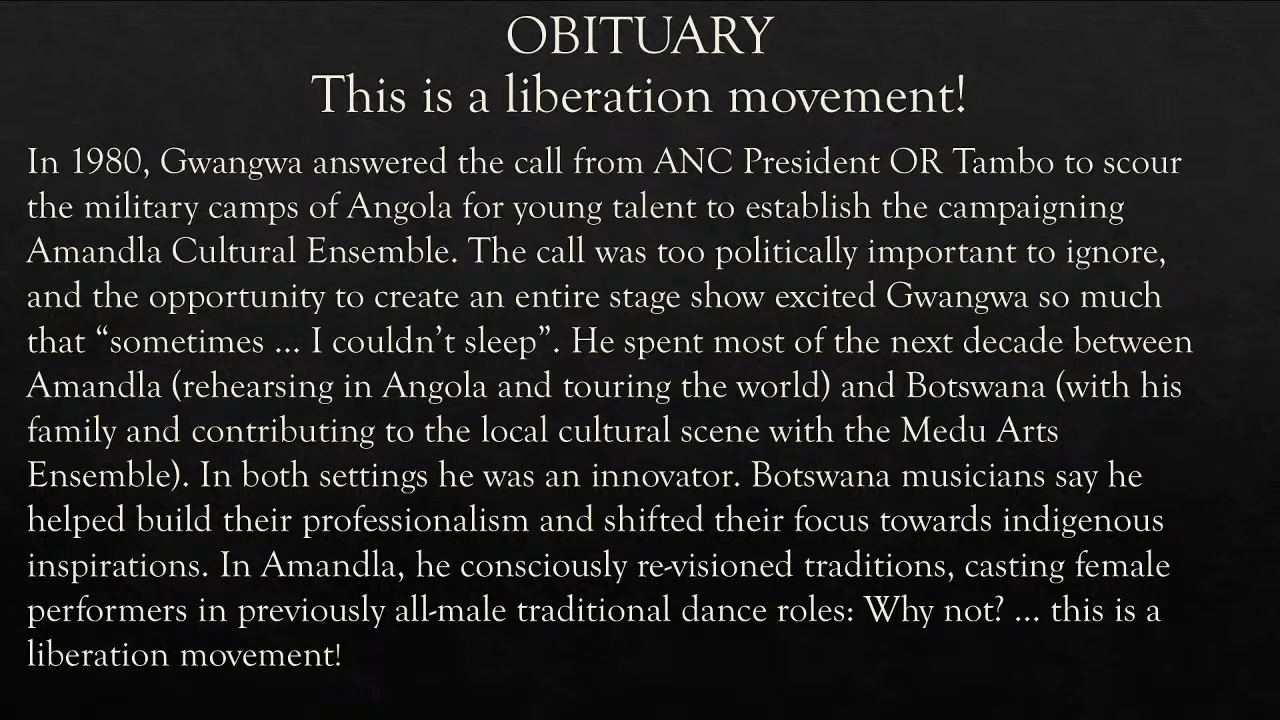 OBITUARY
This is a liberation movement!
In 1980, Gwangwa answered the call from ANC President OR Tambo to scour
the military camps of Angola for young talent to establish the campaigning
Amandla Cultural Ensemble. The call was too politically important to ignore,
and the opportunity to create an entire stage show excited Gwangwa so much
that “sometimes ... I couldn’t sleep”. He spent most of the next decade between
Amandla (rehearsing in Angola and touring the world) and Botswana (with his
family and contributing to the local cultural scene with the Medu Arts
Ensemble). In both settings he was an innovator. Botswana musicians say he
helped build their professionalism and shifted their focus towards indigenous
inspirations. In Amandla, he consciously re-visioned traditions, casting female
performers in previously all-male traditional dance roles: Why not? ... this is a
liberation movement!